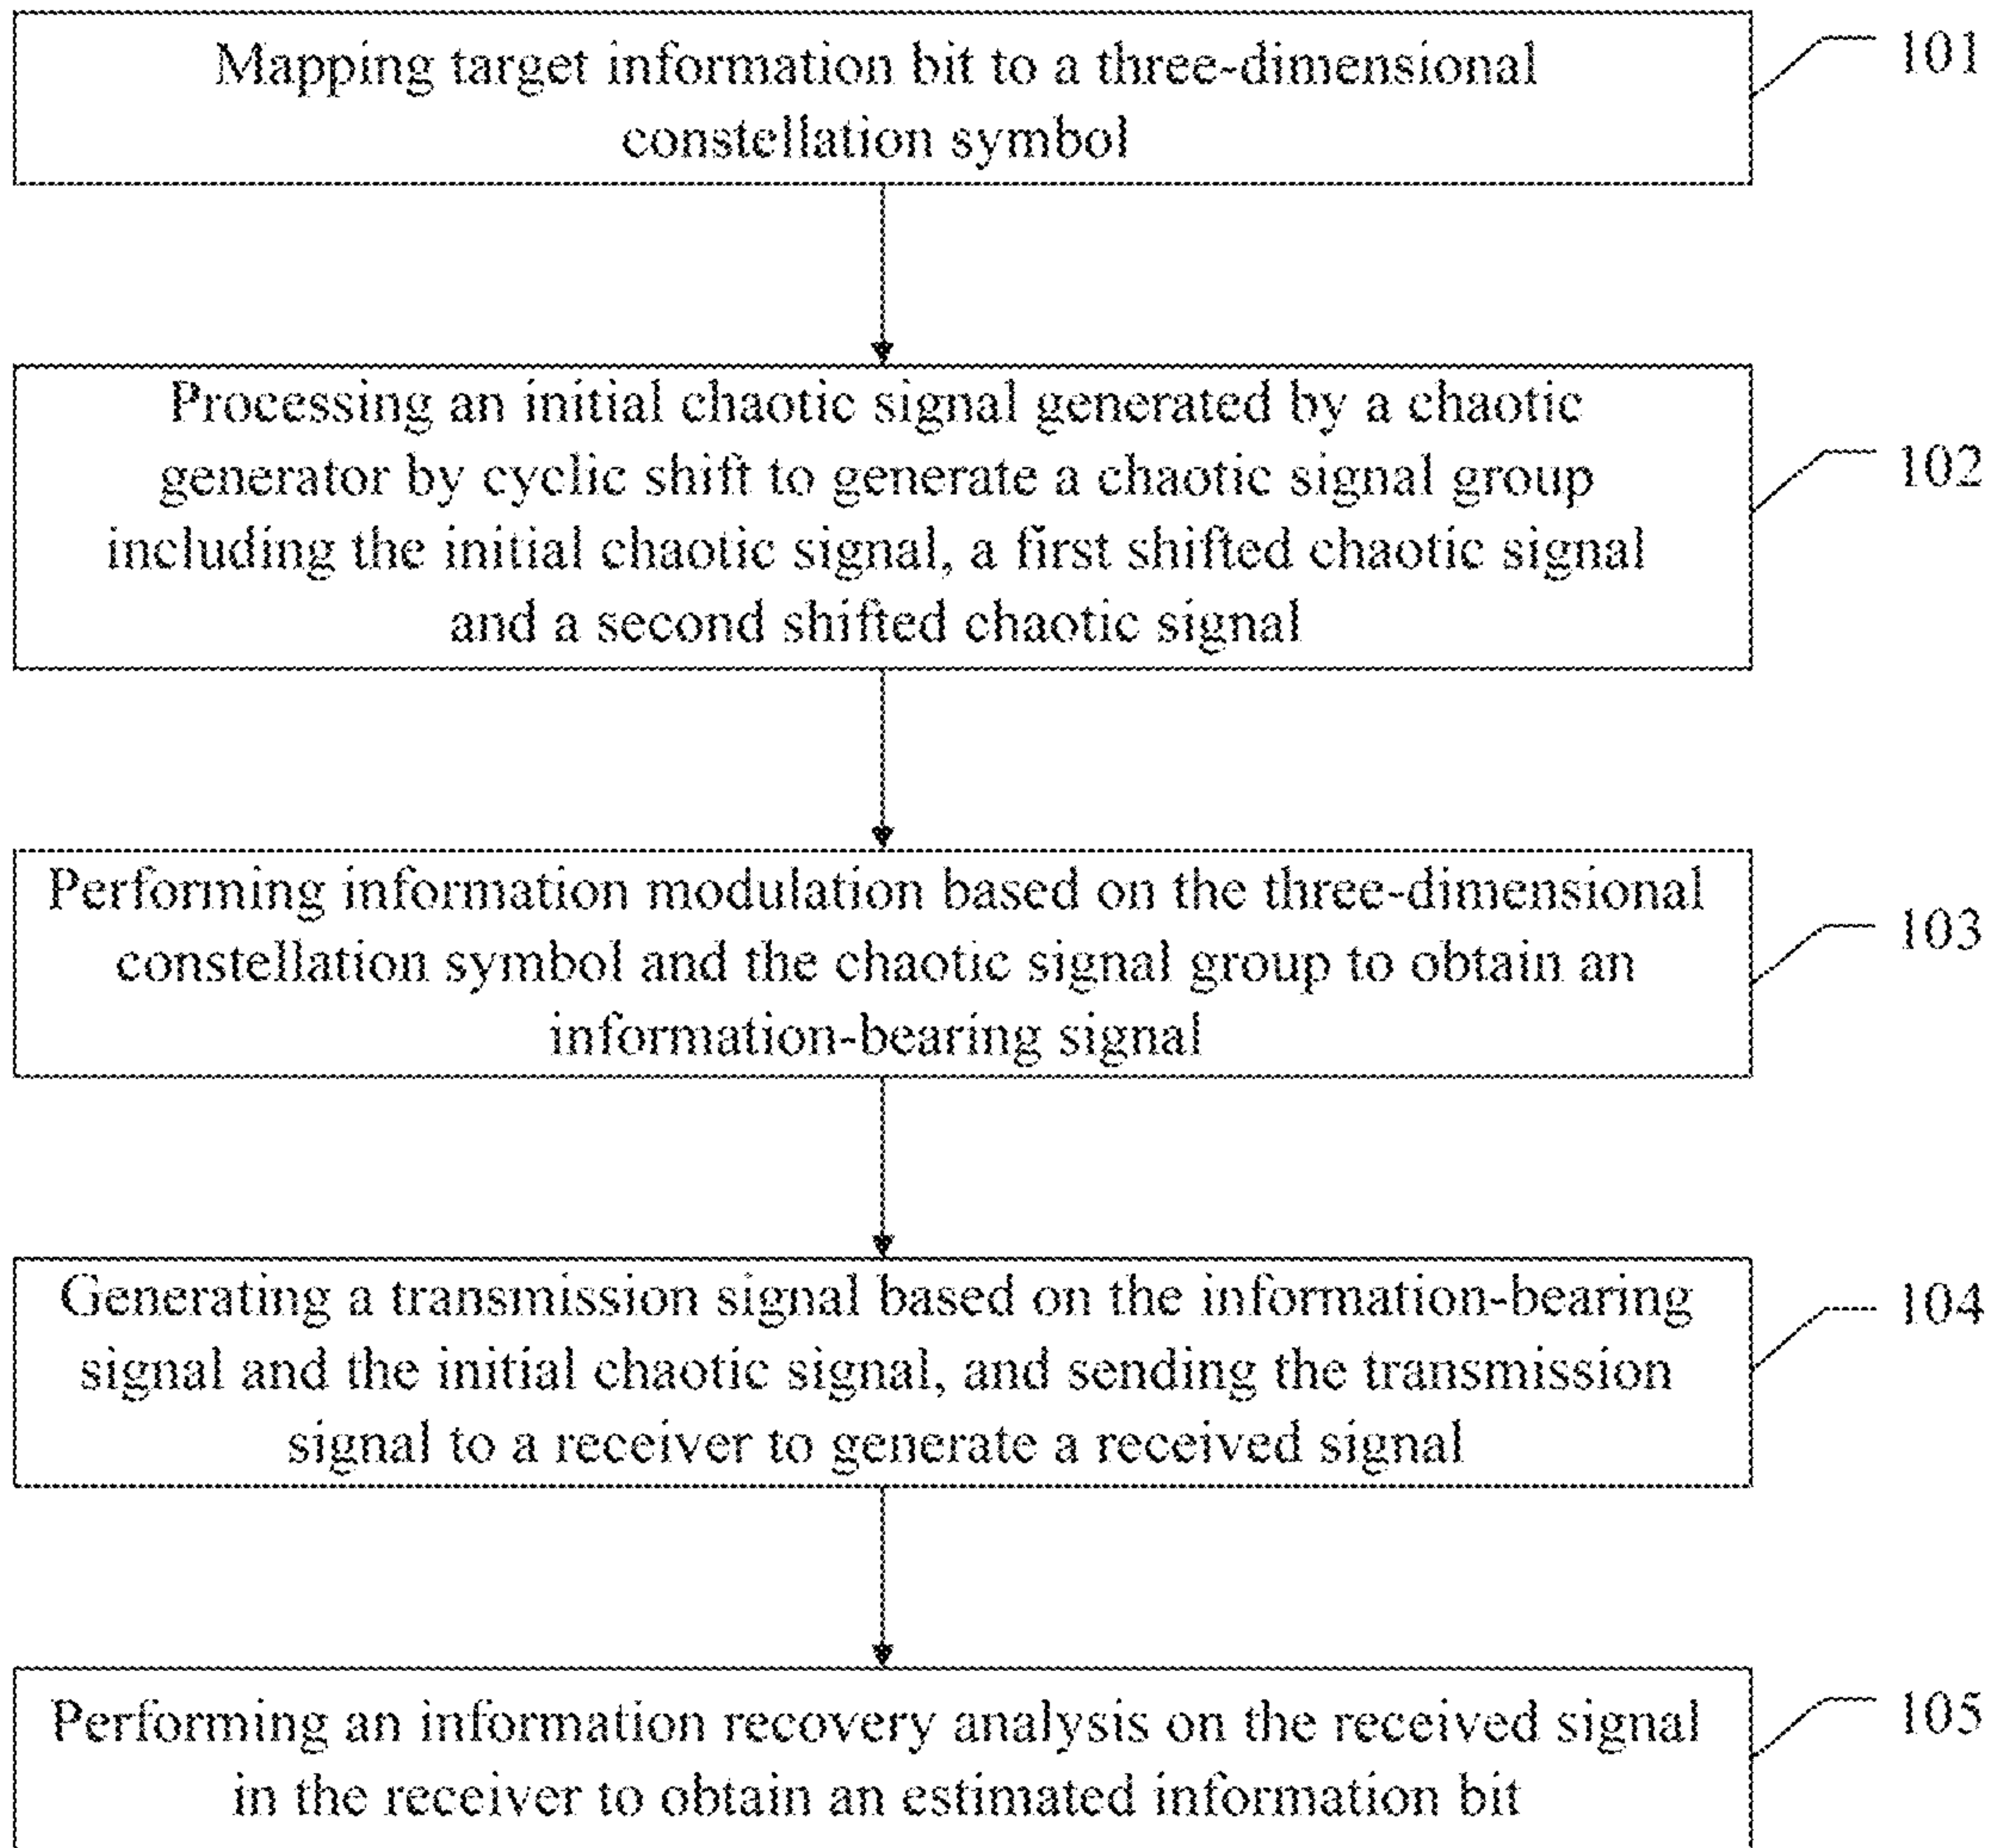 Mapping target information bit to a three-dimensional
constellation symbol
101
Processing an initial chaotic signal generated by a chaotic
generator by cyclic shift to generate a chaotic signal group
including the initial chaotic signal, a first shifted chaotic signal
and a second shifted chaotic signal
102
Performing information modulation based on the three-dimensional
constellation symbol and the chaotic signal group to obtain an
information-bearing signal
103
Generating a transmission signal based on the information-bearing
signal and the initial chaotic signal, and sending the transmission
signal to a receiver to generate a received signal
104
Performing an information recovery analysis on the received signal
in the receiver to obtain an estimated information bit
105